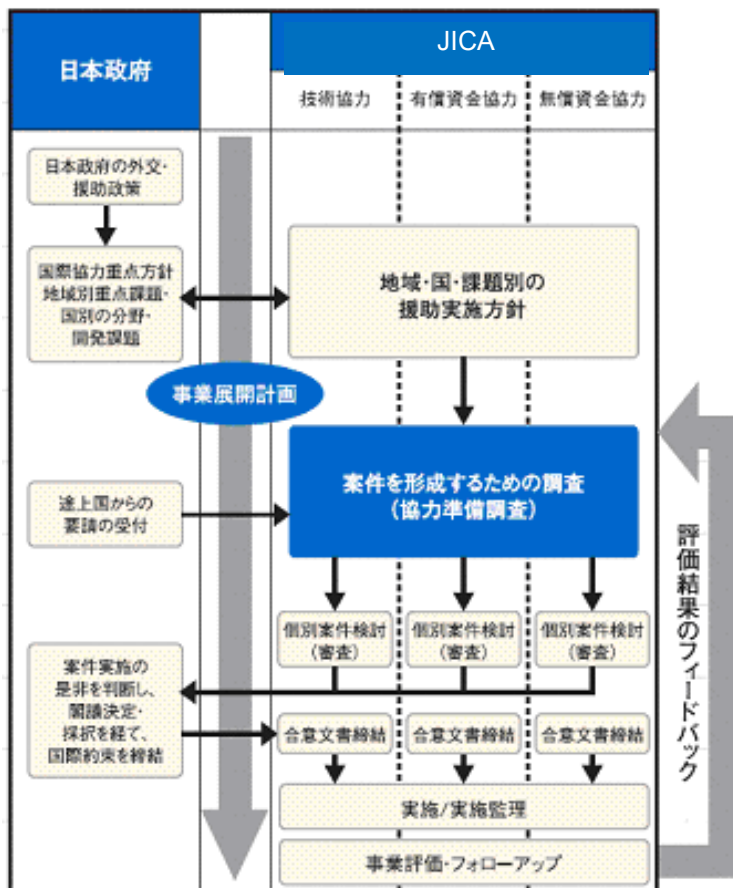 日本政府
JICA
技術協力
有償資金協力
無償資金協力
日本政府の外交・
援助政策
国際協力重点方針
地域別重点課題・
国別の分野・
開発課題
地域・国・課題別の
援助実施方針
事業展開計画
途上国からの
要請の受付
案件を形成するための調査
(協力準備調査)
個別案件検討
(審査)
個別案件検討
(審査)
個別案件検討
(審査)
案件実施の
是非を判断し、
閣議決定・
採択を経て、
国際約束を締結
合意文書締結
合意文書締結
合意文書締結
実施/実施監理
事業評価・フォローアップ
評価結果のフィードバック